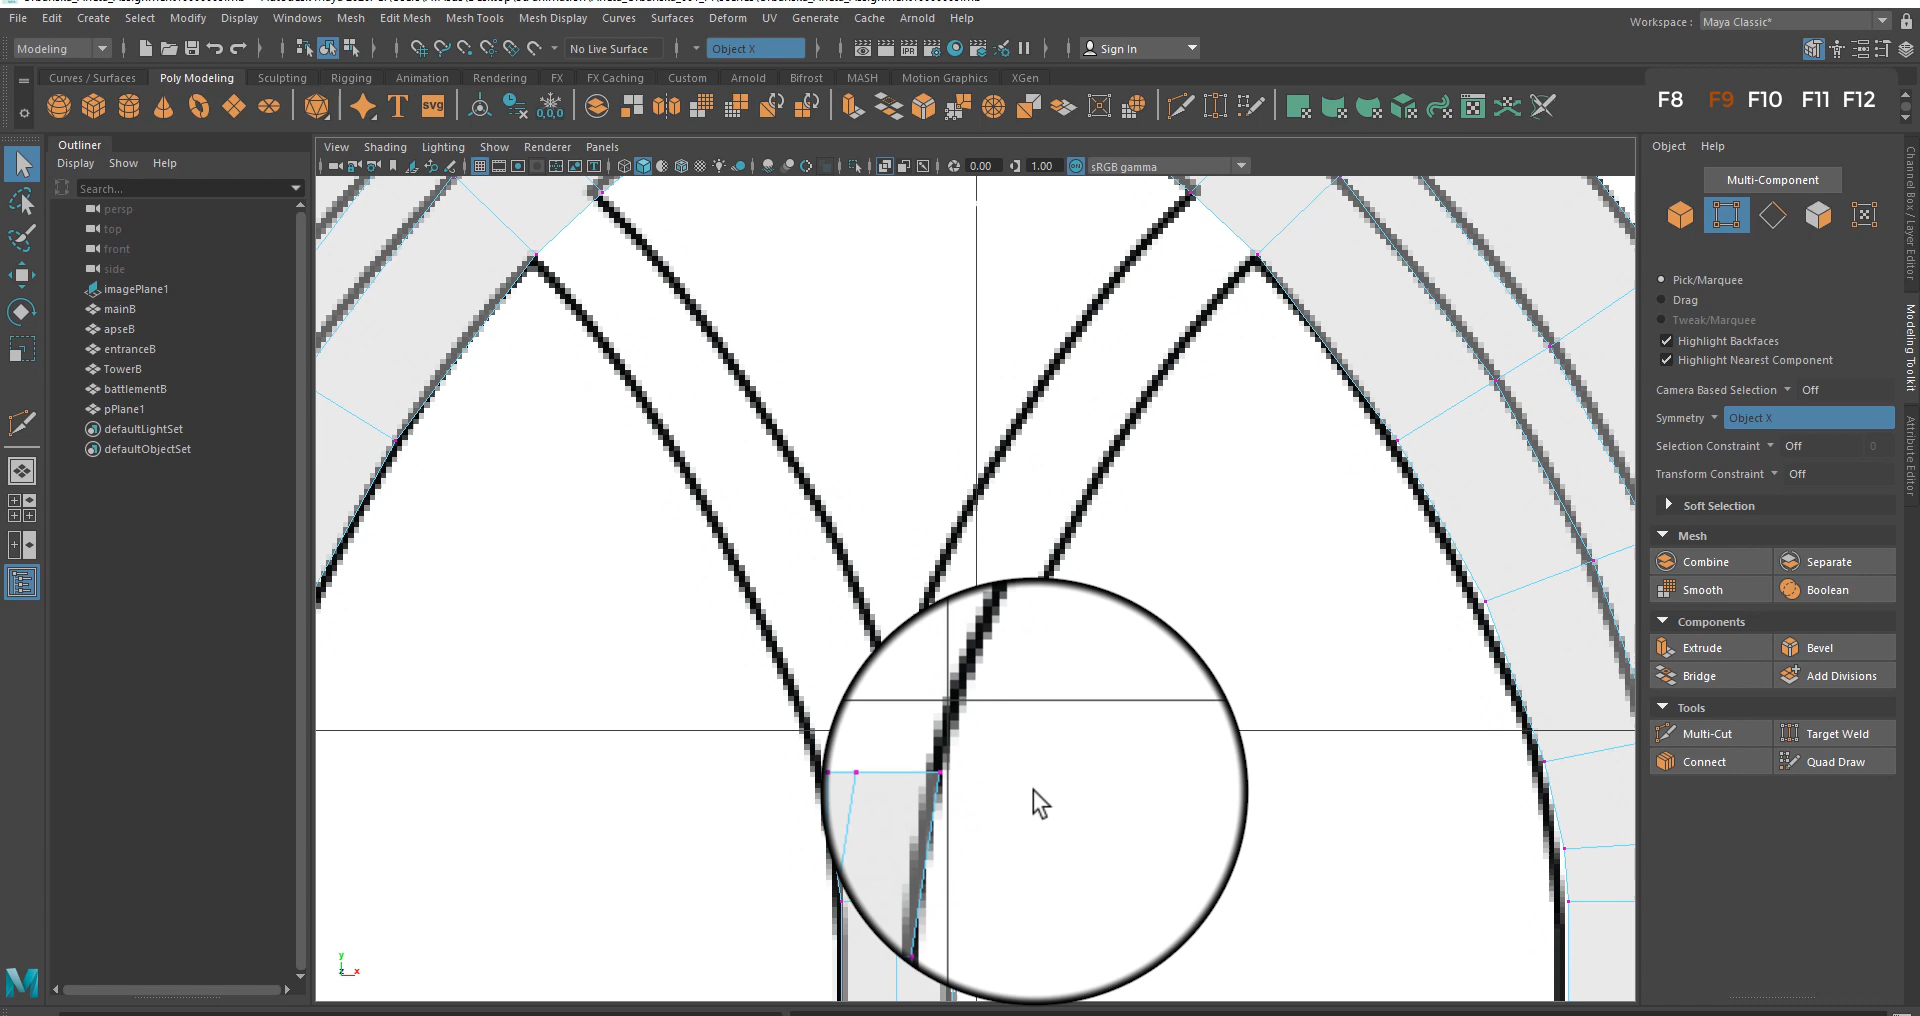 File Edit Create Select Modify Display Windows Mesh Edit Mesh Mesh Tools Mesh Display Curves Surfaces Deform UV Generate Cache Arnold Help
Workspace : Maya Classic*
Modeling No Live Surface Object X Sign In
Curves / Surfaces Poly Modeling Sculpting Rigging Animation Rendering FX FX Caching Custom Arnold Bifrost MASH Motion Graphics XGen
T svg 0,0,0 IPR
F8 F9 F10 F11 F12
Outliner
Display Show Help
Search...
persp
top
front
side
imagePlane1
mainB
apseB
entranceB
TowerB
battlementB
pPlane1
defaultLightSet
defaultObjectSet
View Shading Lighting Show Renderer Panels
0.00 1.00 ON sRGB gamma
y
z x
Object Help
Multi-Component
Pick/Marquee
Drag
Tweak/Marquee
Highlight Backfaces
Highlight Nearest Component
Camera Based Selection Off
Symmetry Object X
Selection Constraint Off 0
Transform Constraint Off
Soft Selection
Mesh
Combine Separate
Smooth Boolean
Components
Extrude Bevel
Bridge Add Divisions
Tools
Multi-Cut Target Weld
Connect Quad Draw
Channel Box / Layer Editor
Modeling Toolkit
Attribute Editor